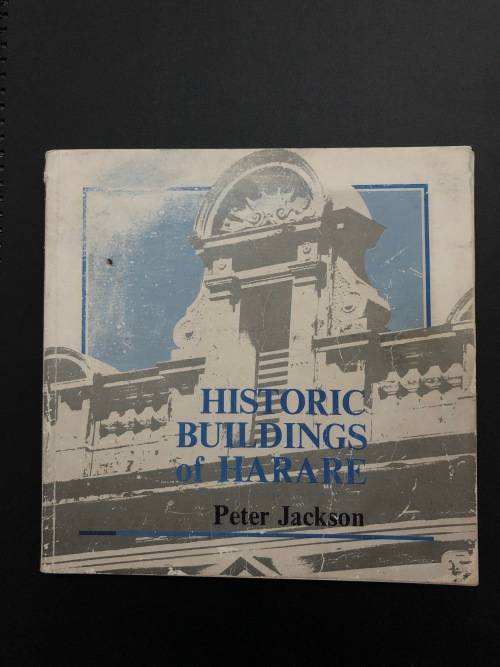 HISTORIC
BUILDINGS
of HARARE
Peter Jackson